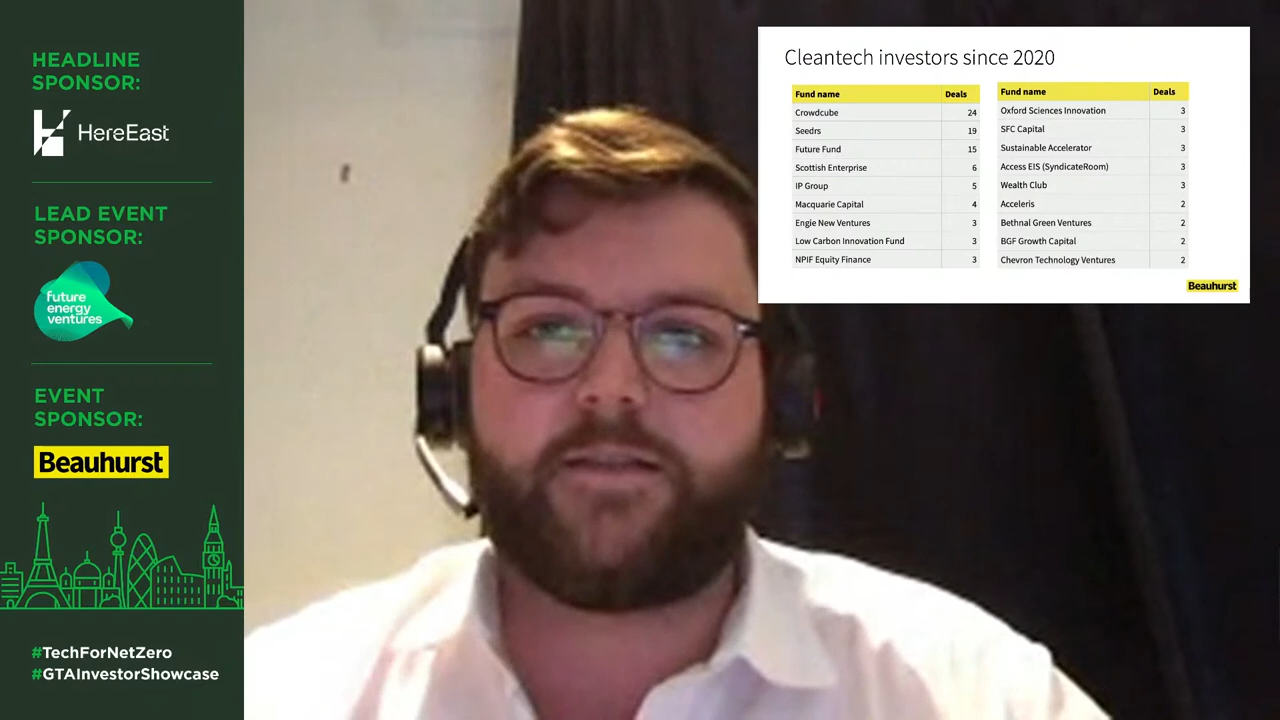 HEADLINE
SPONSOR:
HereEast
LEAD EVENT
SPONSOR:
future
energy
ventures
EVENT
SPONSOR:
Beauhurst
#TechForNetZero
#GTAInvestorShowcase
Cleantech investors since 2020
Fund name Deals
Crowdcube 24
Seedrs 19
Future Fund 15
Scottish Enterprise 6
IP Group 5
Macquarie Capital 4
Engie New Ventures 3
Low Carbon Innovation Fund 3
NPIF Equity Finance 3
Fund name Deals
Oxford Sciences Innovation 3
SFC Capital 3
Sustainable Accelerator 3
Access EIS (SyndicateRoom) 3
Wealth Club 3
Acceleris 2
Bethnal Green Ventures 2
BGF Growth Capital 2
Chevron Technology Ventures 2
Beauhurst